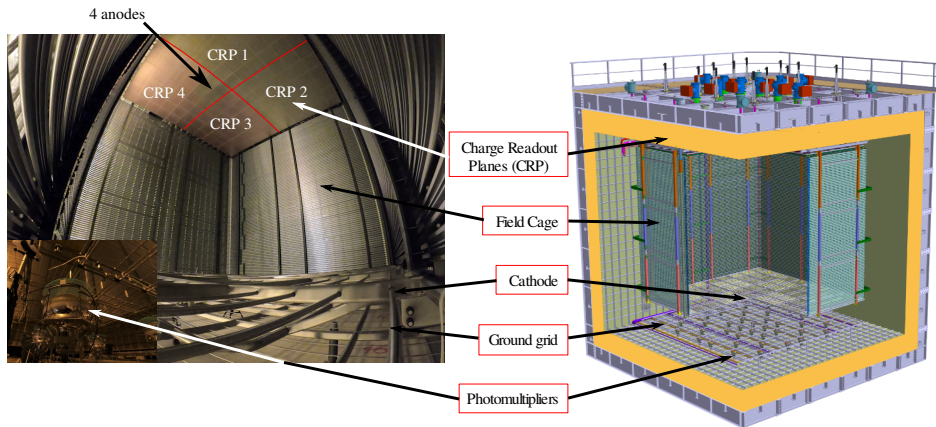 4 anodes
CRP 1
CRP 2
CRP 4
CRP 3
Charge Readout
Planes (CRP)
Field Cage
Cathode
Ground grid
Photomultipliers